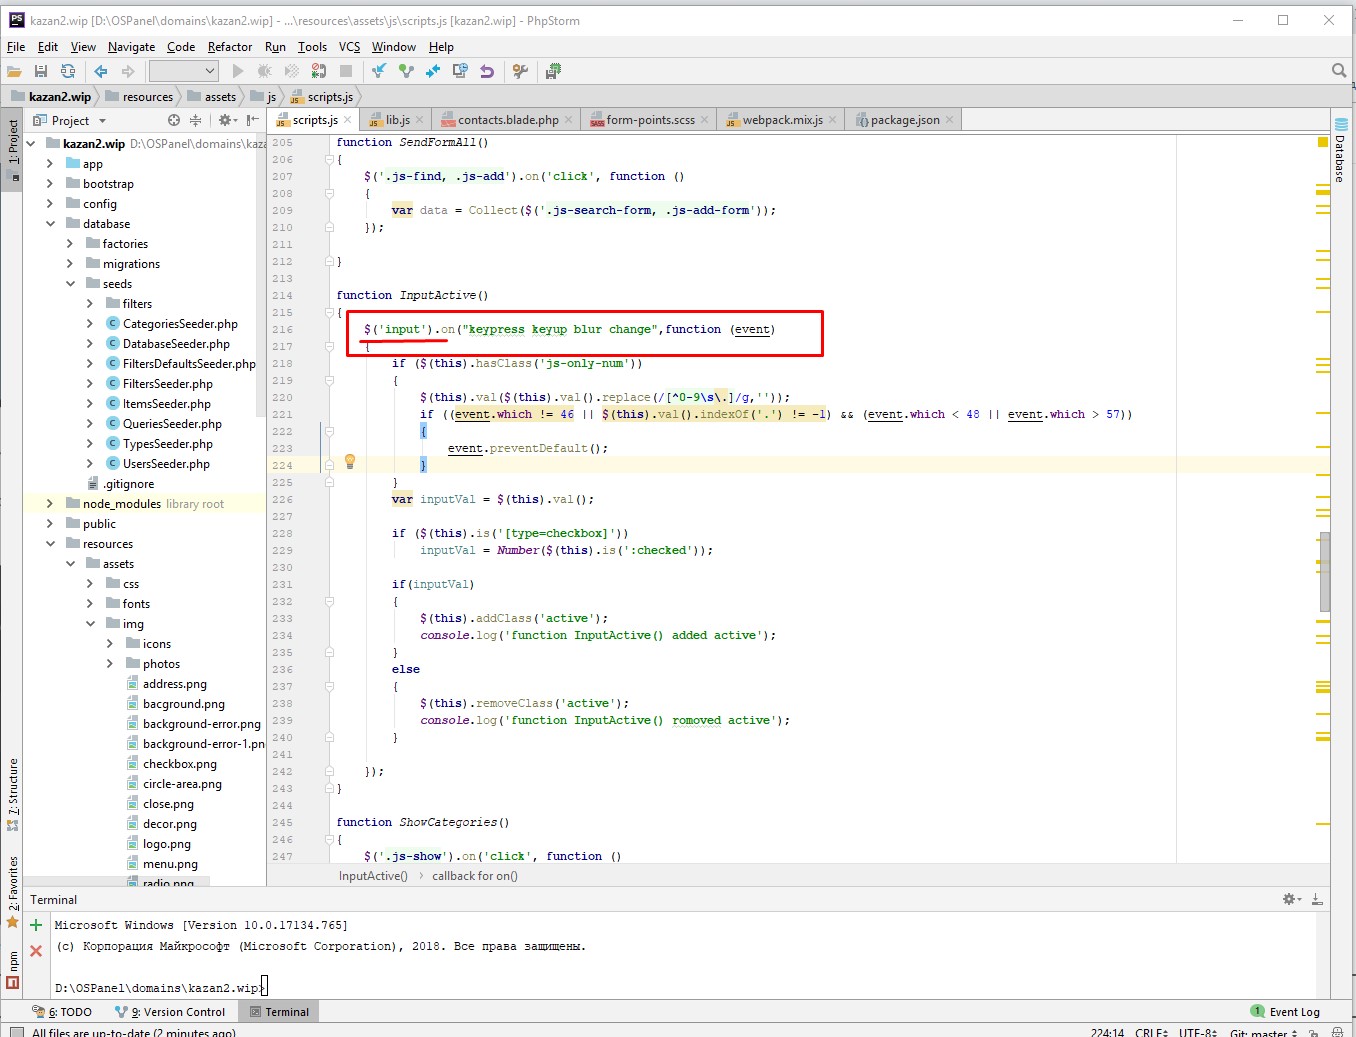 kazan2.wip [D:\OSPanel\domains\kazan2.wip] - ...\resources\assets\js\scripts.js [kazan2.wip] - PhpStorm
File Edit View Navigate Code Refactor Run Tools VCS Window Help
kazan2.wip resources assets js scripts.js
Project
scripts.js lib.js contacts.blade.php form-points.scss webpack.mix.js package.json
1: Project
7: Structure
2: Favorites
npm
kazan2.wip D:\OSPanel\domains\kaza
app
bootstrap
config
database
factories
migrations
seeds
filters
CategoriesSeeder.php
DatabaseSeeder.php
FiltersDefaultsSeeder.php
FiltersSeeder.php
ItemsSeeder.php
QueriesSeeder.php
TypesSeeder.php
UsersSeeder.php
.gitignore
node_modules library root
public
resources
assets
css
fonts
img
icons
photos
address.png
bacground.png
background-error.png
background-error-1.pn
checkbox.png
circle-area.png
close.png
decor.png
logo.png
menu.png
radio.png
205 function SendFormAll()
206 {
207 $('.js-find, .js-add').on('click', function ()
208 {
209 var data = Collect($('.js-search-form, .js-add-form'));
210 });
211
212 }
213
214 function InputActive()
215 {
216 $('input').on("keypress keyup blur change",function (event)
217 {
218 if ($(this).hasClass('js-only-num'))
219 {
220 $(this).val($(this).val().replace(/[^0-9\s\.]/g,''));
221 if ((event.which != 46 || $(this).val().indexOf('.') != -1) && (event.which < 48 || event.which > 57))
222 {
223 event.preventDefault();
224 }
225 }
226 var inputVal = $(this).val();
227
228 if ($(this).is('[type=checkbox]'))
229 inputVal = Number($(this).is(':checked'));
230
231 if(inputVal)
232 {
233 $(this).addClass('active');
234 console.log('function InputActive() added active');
235 }
236 else
237 {
238 $(this).removeClass('active');
239 console.log('function InputActive() romoved active');
240 }
241
242 });
243 }
244
245 function ShowCategories()
246 {
247 $('.js-show').on('click', function ()
InputActive() callback for on()
Database
Terminal
Microsoft Windows [Version 10.0.17134.765]
(c) Корпорация Майкрософт (Microsoft Corporation), 2018. Все права защищены.
D:\OSPanel\domains\kazan2.wip>
6: TODO 9: Version Control Terminal 1 Event Log
All files are up-to-date (2 minutes ago) 224:14 CRLF UTF-8 Git: master